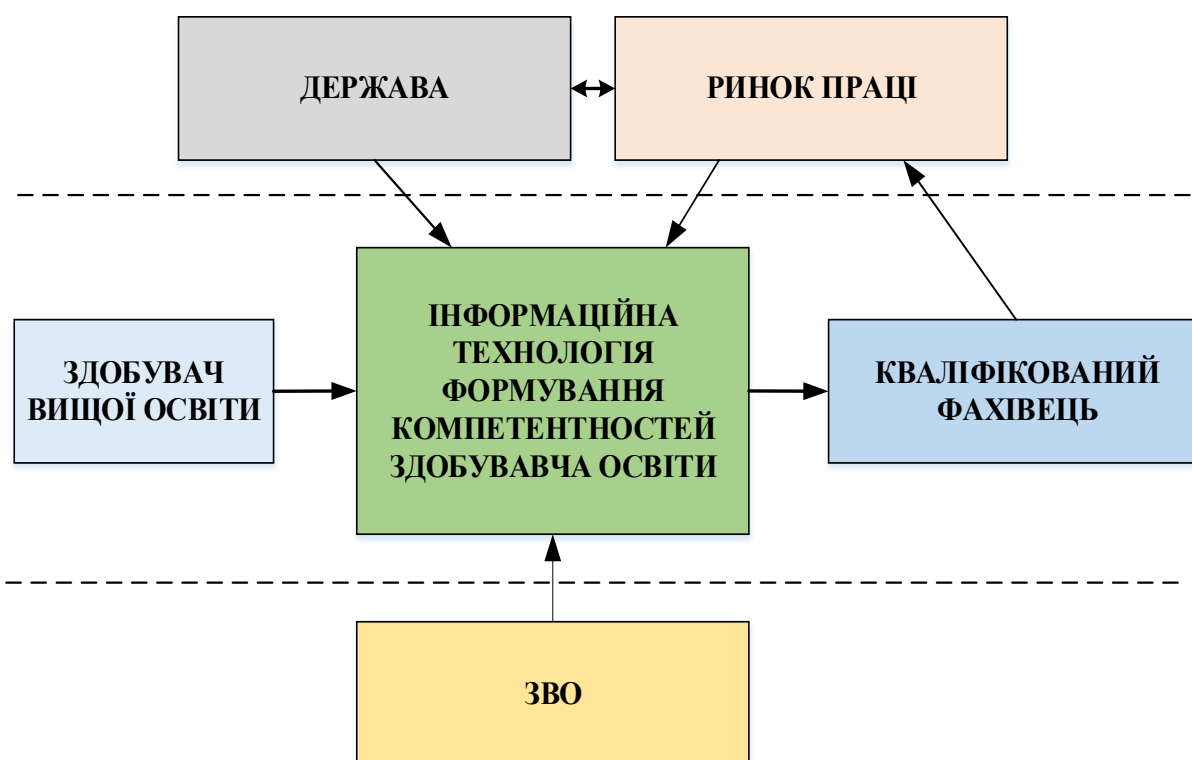 ДЕРЖАВА
РИНОК ПРАЦІ
ЗДОБУВАЧ
ВИЩОЇ ОСВІТИ
ІНФОРМАЦІЙНА
ТЕХНОЛОГІЯ
ФОРМУВАННЯ
КОМПЕТЕНТНОСТЕЙ
ЗДОБУВАВЧА ОСВІТИ
КВАЛІФІКОВАНИЙ
ФАХІВЕЦЬ
ЗВО